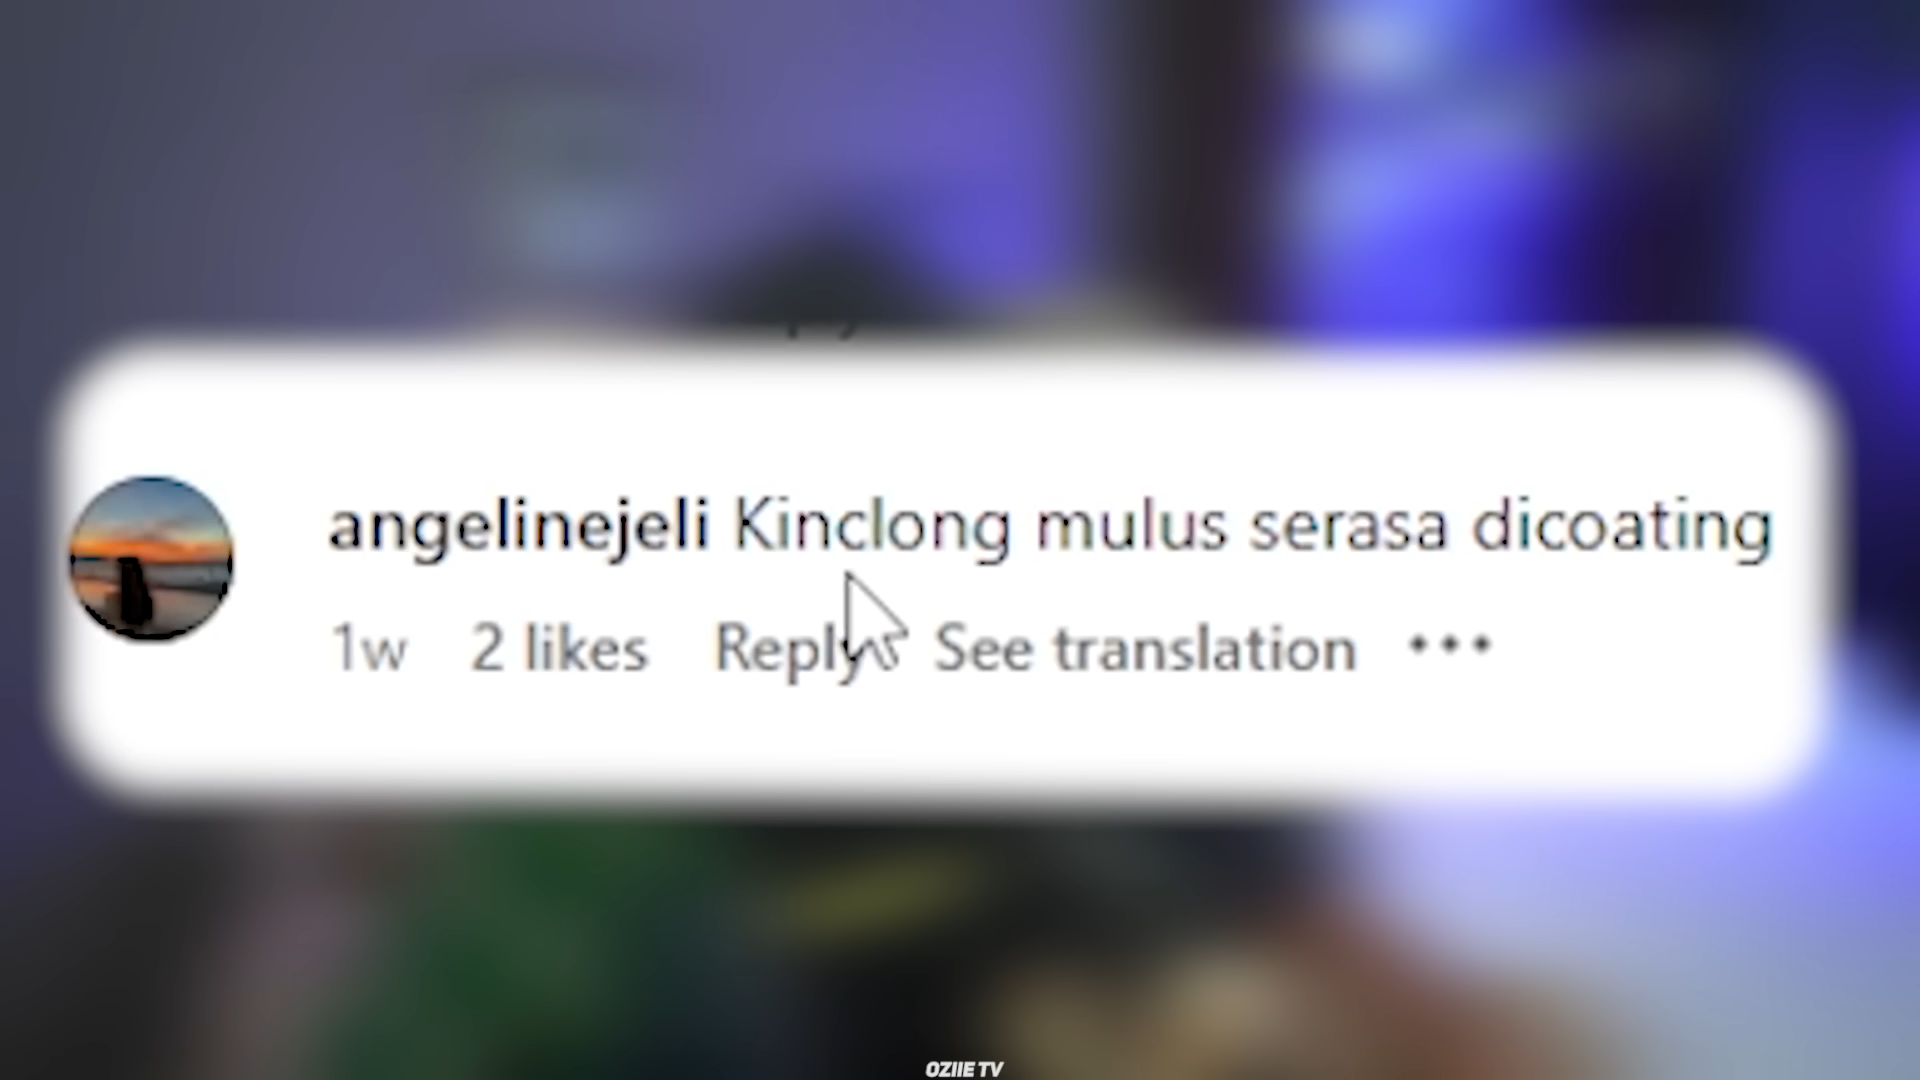 angelinejeli Kinclong mulus serasa dicoating
1w 2 likes Reply See translation •••
OZIIE TV